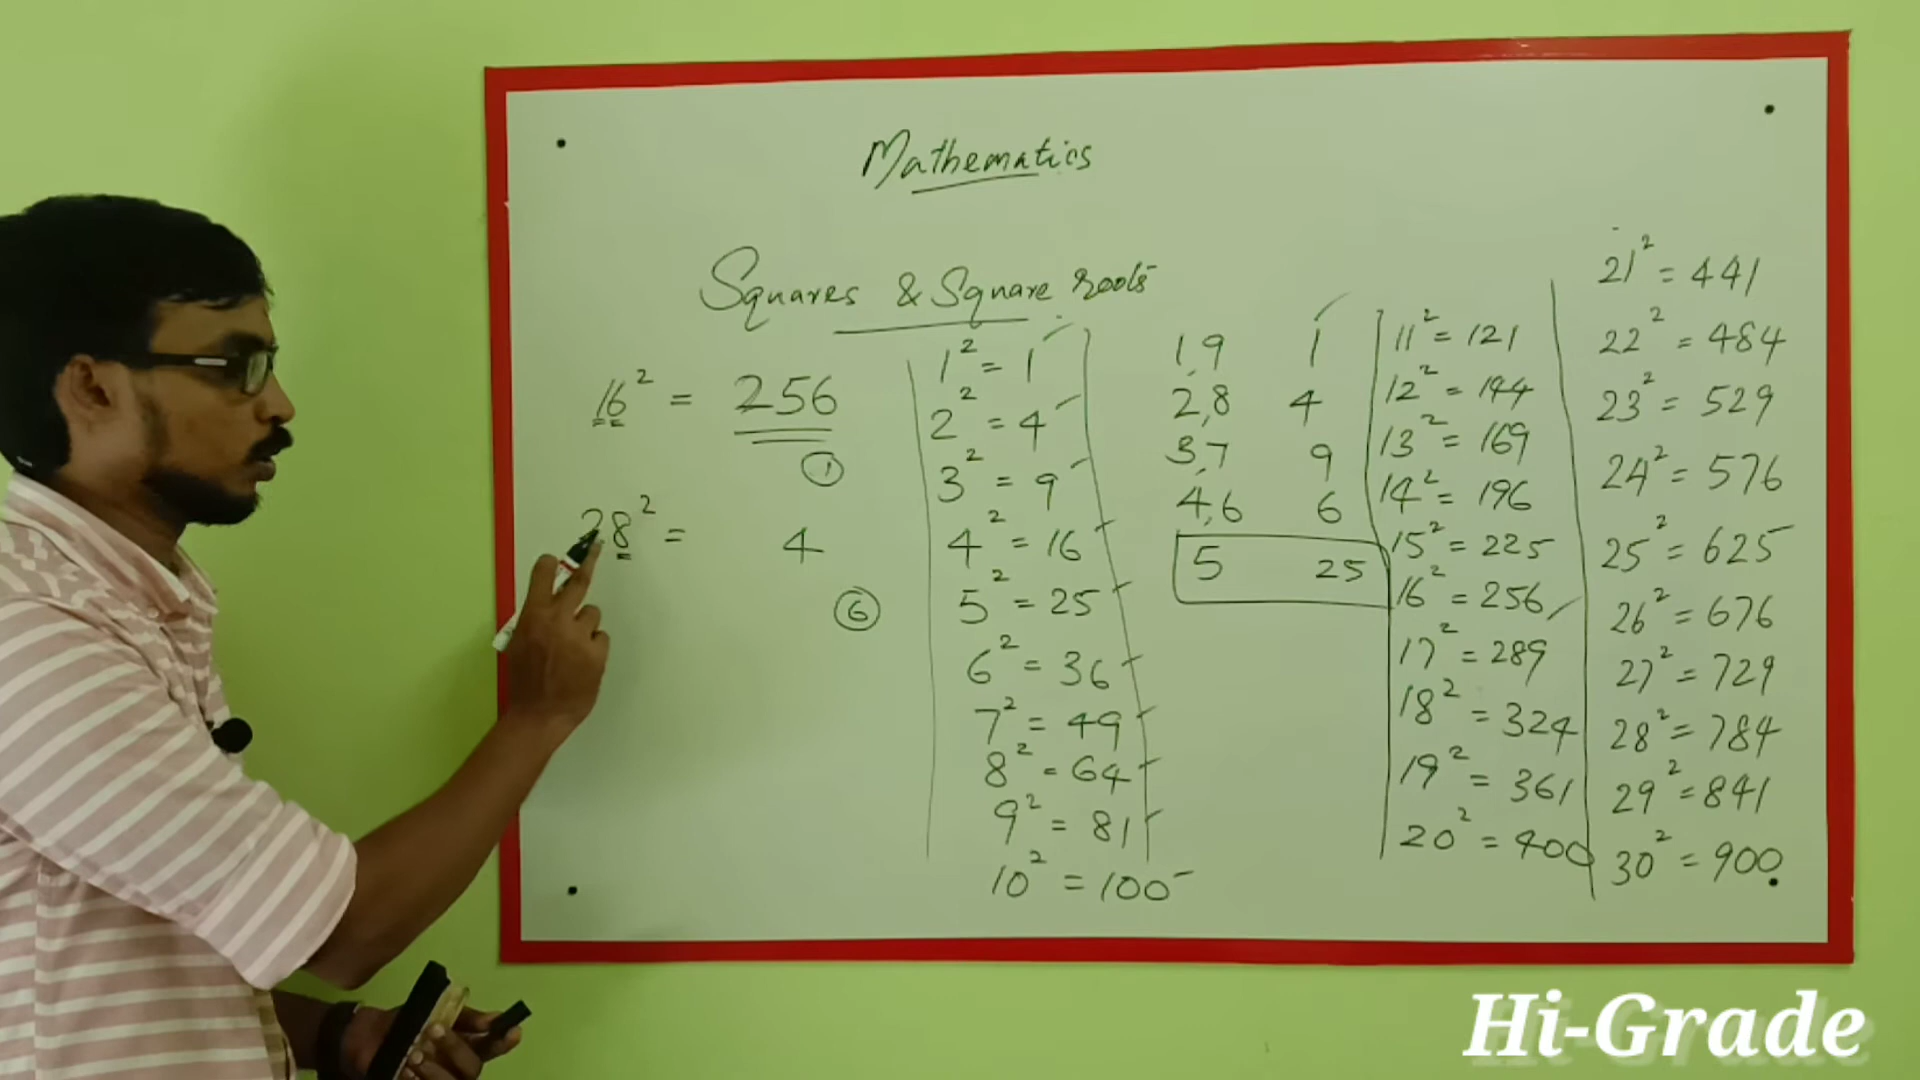 Mathematics
Squares & Square roots
16² = 256
①
28² = 4
⑥
1² = 1
2² = 4
3² = 9
4² = 16
5² = 25
6² = 36
7² = 49
8² = 64
9² = 81
10² = 100
1,9 1
2,8 4
3,7 9
4,6 6
5 25
11² = 121
12² = 144
13² = 169
14² = 196
15² = 225
16² = 256
17² = 289
18² = 324
19² = 361
20² = 400
21² = 441
22² = 484
23² = 529
24² = 576
25² = 625
26² = 676
27² = 729
28² = 784
29² = 841
30² = 900
Hi-Grade